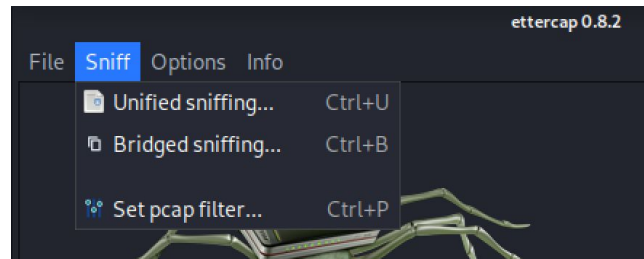 ettercap 0.8.2
File Sniff Options Info
Unified sniffing... Ctrl+U
Bridged sniffing... Ctrl+B
Set pcap filter... Ctrl+P